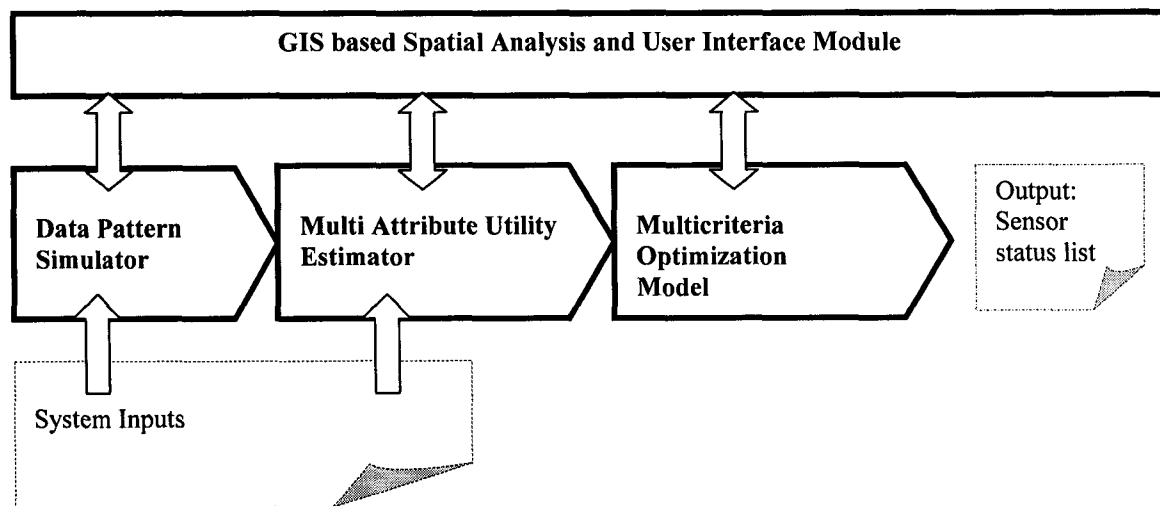 GIS based Spatial Analysis and User Interface Module
Data Pattern
Simulator
Multi Attribute Utility
Estimator
Multicriteria
Optimization
Model
Output:
Sensor
status list
System Inputs